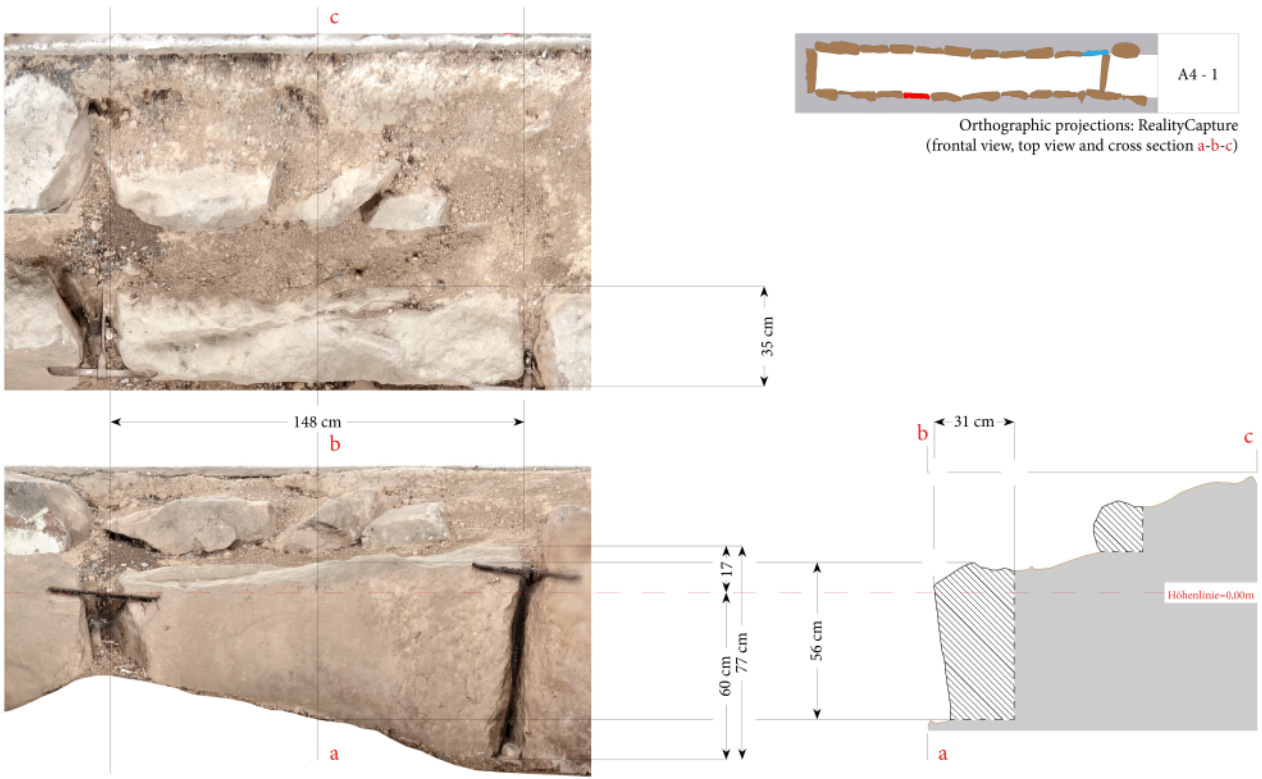 c
A4 - 1
Orthographic projections: RealityCapture
(frontal view, top view and cross section a-b-c)
35 cm
148 cm
b
31 cm
b
c
17
60 cm
77 cm
56 cm
Höhenlinie=0,00m
a
a